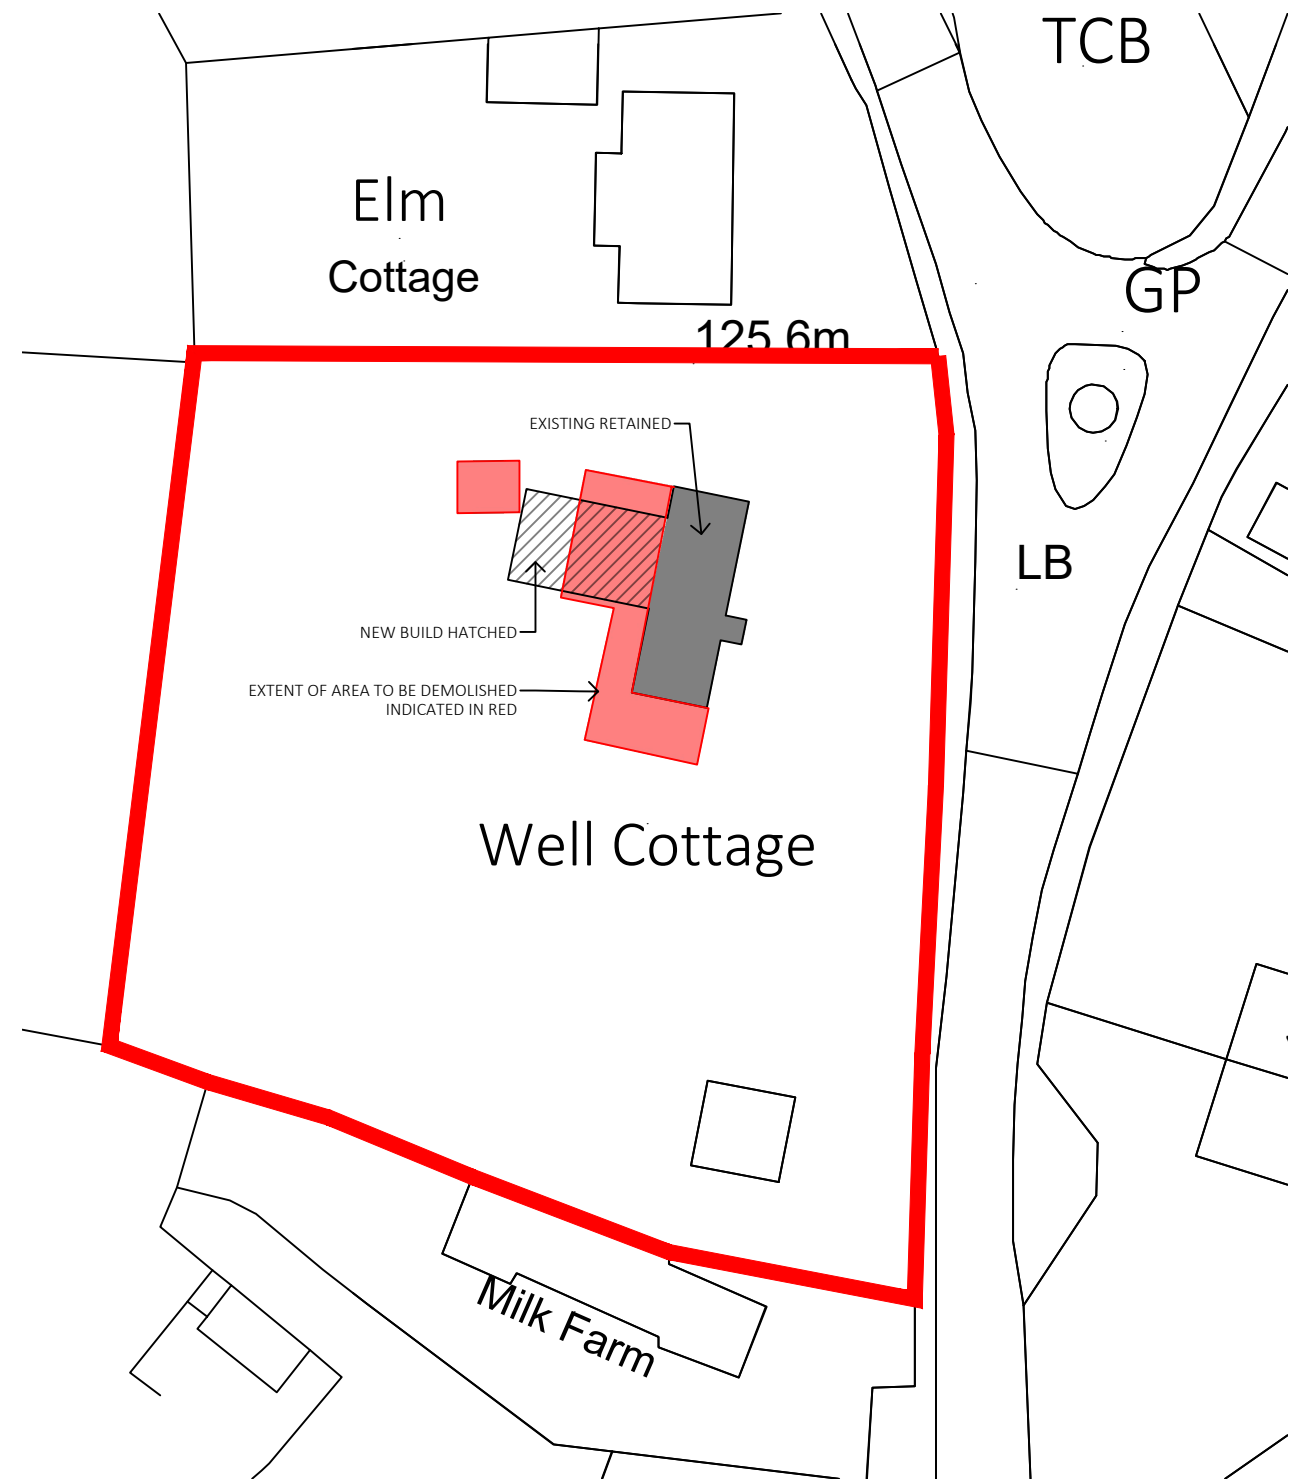 TCB
Elm
Cottage
GP
125.6m
EXISTING RETAINED
LB
NEW BUILD HATCHED
EXTENT OF AREA TO BE DEMOLISHED
INDICATED IN RED
Well Cottage
Milk Farm